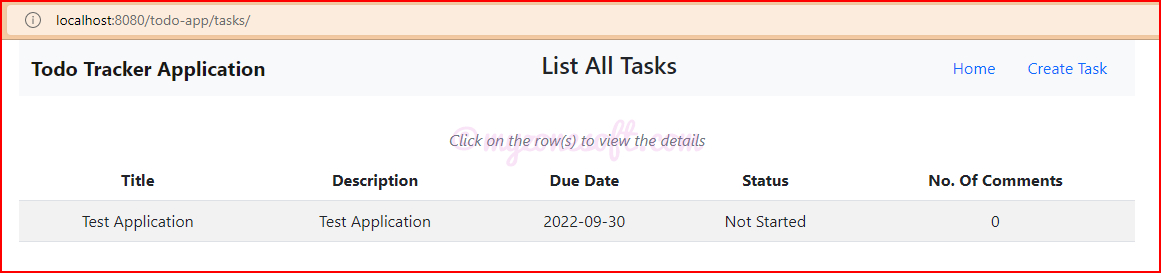 localhost:8080/todo-app/tasks/
Todo Tracker Application List All Tasks Home Create Task
Click on the row(s) to view the details
Title Description Due Date Status No. Of Comments
Test Application Test Application 2022-09-30 Not Started 0